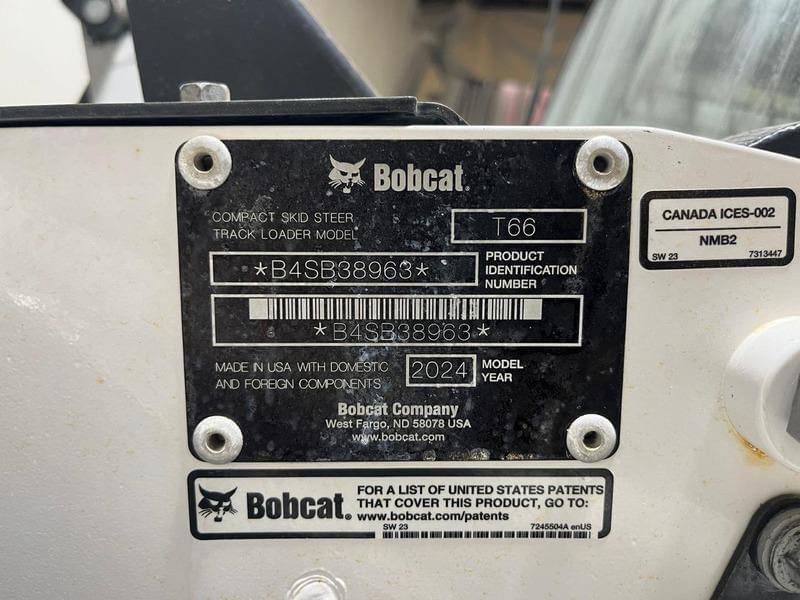 Bobcat.
COMPACT SKID STEER
TRACK LOADER MODEL
T66
*B4SB38963*
PRODUCT
IDENTIFICATION
NUMBER
*B4SB38963*
MADE IN USA WITH DOMESTIC
AND FOREIGN COMPONENTS
2024
MODEL
YEAR
Bobcat Company
West Fargo, ND 58078 USA
www.bobcat.com
CANADA ICES-002
NMB2
SW 23 7313447
Bobcat.
FOR A LIST OF UNITED STATES PATENTS
THAT COVER THIS PRODUCT, GO TO:
www.bobcat.com/patents
SW 23 7245504A enUS